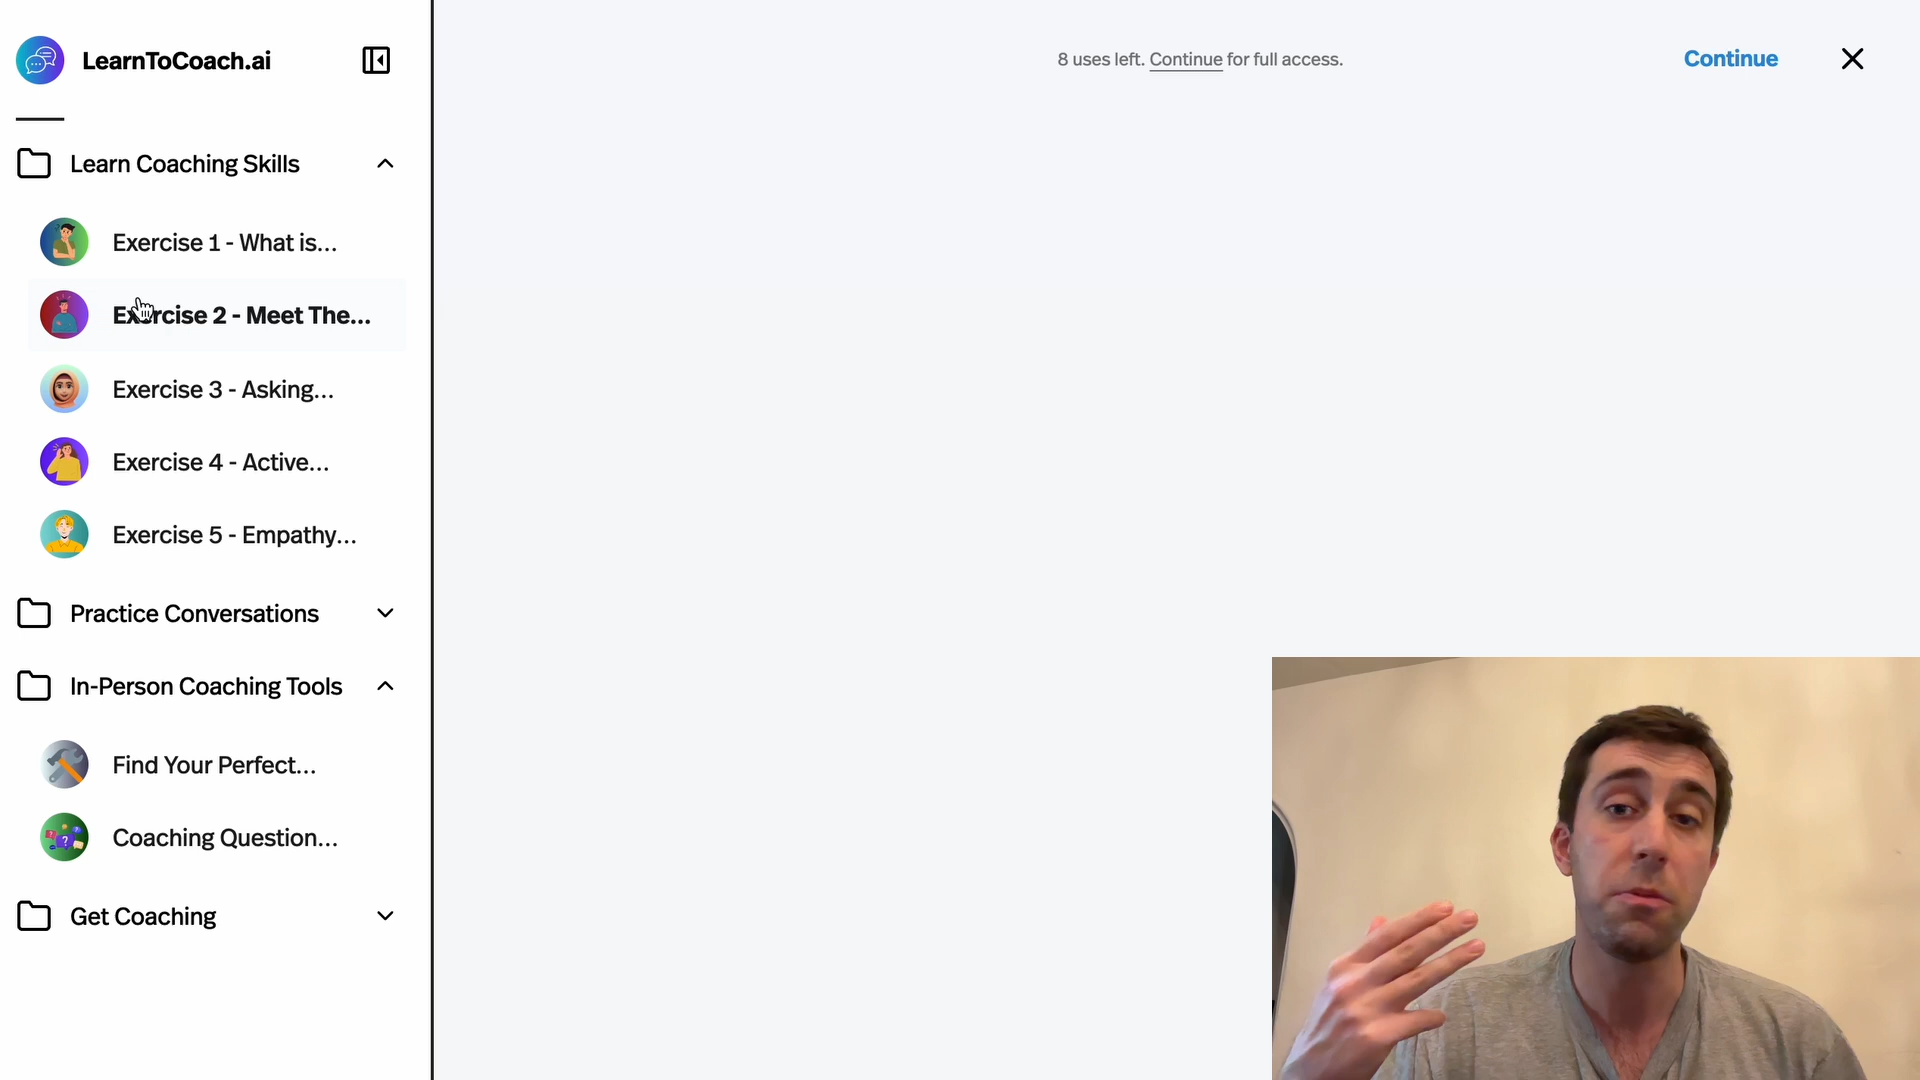 LearnToCoach.ai
8 uses left. Continue for full access.
Continue
Learn Coaching Skills
Exercise 1 - What is...
Exercise 2 - Meet The...
Exercise 3 - Asking...
Exercise 4 - Active...
Exercise 5 - Empathy...
Practice Conversations
In-Person Coaching Tools
Find Your Perfect...
Coaching Question...
Get Coaching